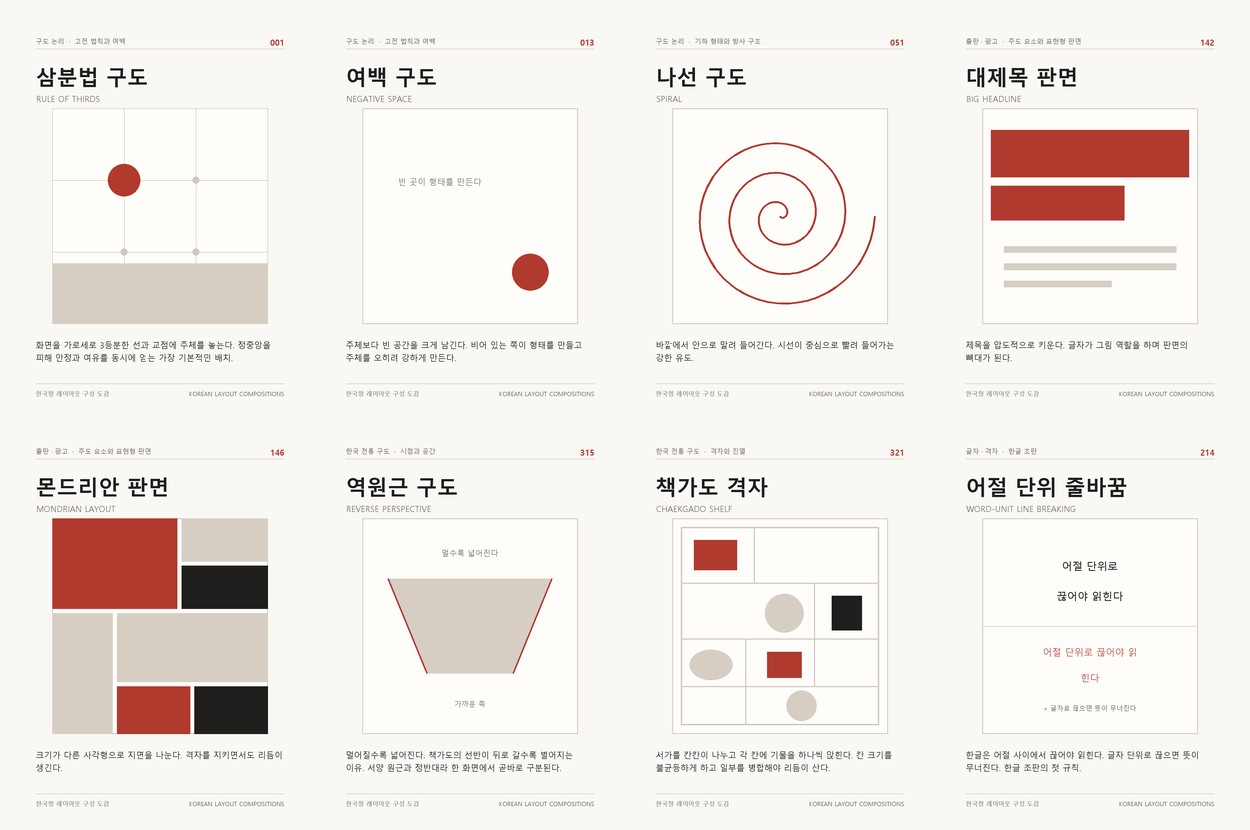 구도 논리 · 고전 법칙과 여백
001
삼분법 구도
RULE OF THIRDS
화면을 가로세로 3등분한 선과 교점에 주체를 놓는다. 정중앙을
피해 안정과 여유를 동시에 얻는 가장 기본적인 배치.
한국형 레이아웃 구성 도감
KOREAN LAYOUT COMPOSITIONS
구도 논리 · 고전 법칙과 여백
013
여백 구도
NEGATIVE SPACE
빈 곳이 형태를 만든다
주체보다 빈 공간을 크게 남긴다. 비어 있는 쪽이 형태를 만들고
주체를 오히려 강하게 만든다.
한국형 레이아웃 구성 도감
KOREAN LAYOUT COMPOSITIONS
구도 논리 · 기하 형태와 방사 구조
051
나선 구도
SPIRAL
바깥에서 안으로 말려 들어간다. 시선이 중심으로 빨려 들어가는
강한 유도.
한국형 레이아웃 구성 도감
KOREAN LAYOUT COMPOSITIONS
출판·광고 · 주도 요소와 표현형 판면
142
대제목 판면
BIG HEADLINE
제목을 압도적으로 키운다. 글자가 그림 역할을 하며 판면의
뼈대가 된다.
한국형 레이아웃 구성 도감
KOREAN LAYOUT COMPOSITIONS
출판·광고 · 주도 요소와 표현형 판면
146
몬드리안 판면
MONDRIAN LAYOUT
크기가 다른 사각형으로 지면을 나눈다. 격자를 지키면서도 리듬이
생긴다.
한국형 레이아웃 구성 도감
KOREAN LAYOUT COMPOSITIONS
한국 전통 구도 · 시점과 공간
315
역원근 구도
REVERSE PERSPECTIVE
멀수록 넓어진다
가까운 쪽
멀어질수록 넓어진다. 책가도의 선반이 뒤로 갈수록 벌어지는
이유. 서양 원근과 정반대라 한 화면에서 곧바로 구분된다.
한국형 레이아웃 구성 도감
KOREAN LAYOUT COMPOSITIONS
한국 전통 구도 · 격자와 진열
321
책가도 격자
CHAEKGADO SHELF
서가를 칸칸이 나누고 각 칸에 기물을 하나씩 앉힌다. 칸 크기를
불균등하게 하고 일부를 병합해야 리듬이 산다.
한국형 레이아웃 구성 도감
KOREAN LAYOUT COMPOSITIONS
글자·격자 · 한글 조판
214
어절 단위 줄바꿈
WORD-UNIT LINE BREAKING
어절 단위로
끊어야 읽힌다
어절 단위로 끊어야 읽
힌다
× 글자로 끊으면 뜻이 무너진다
한글은 어절 사이에서 끊어야 읽힌다. 글자 단위로 끊으면 뜻이
무너진다. 한글 조판의 첫 규칙.
한국형 레이아웃 구성 도감
KOREAN LAYOUT COMPOSITIONS